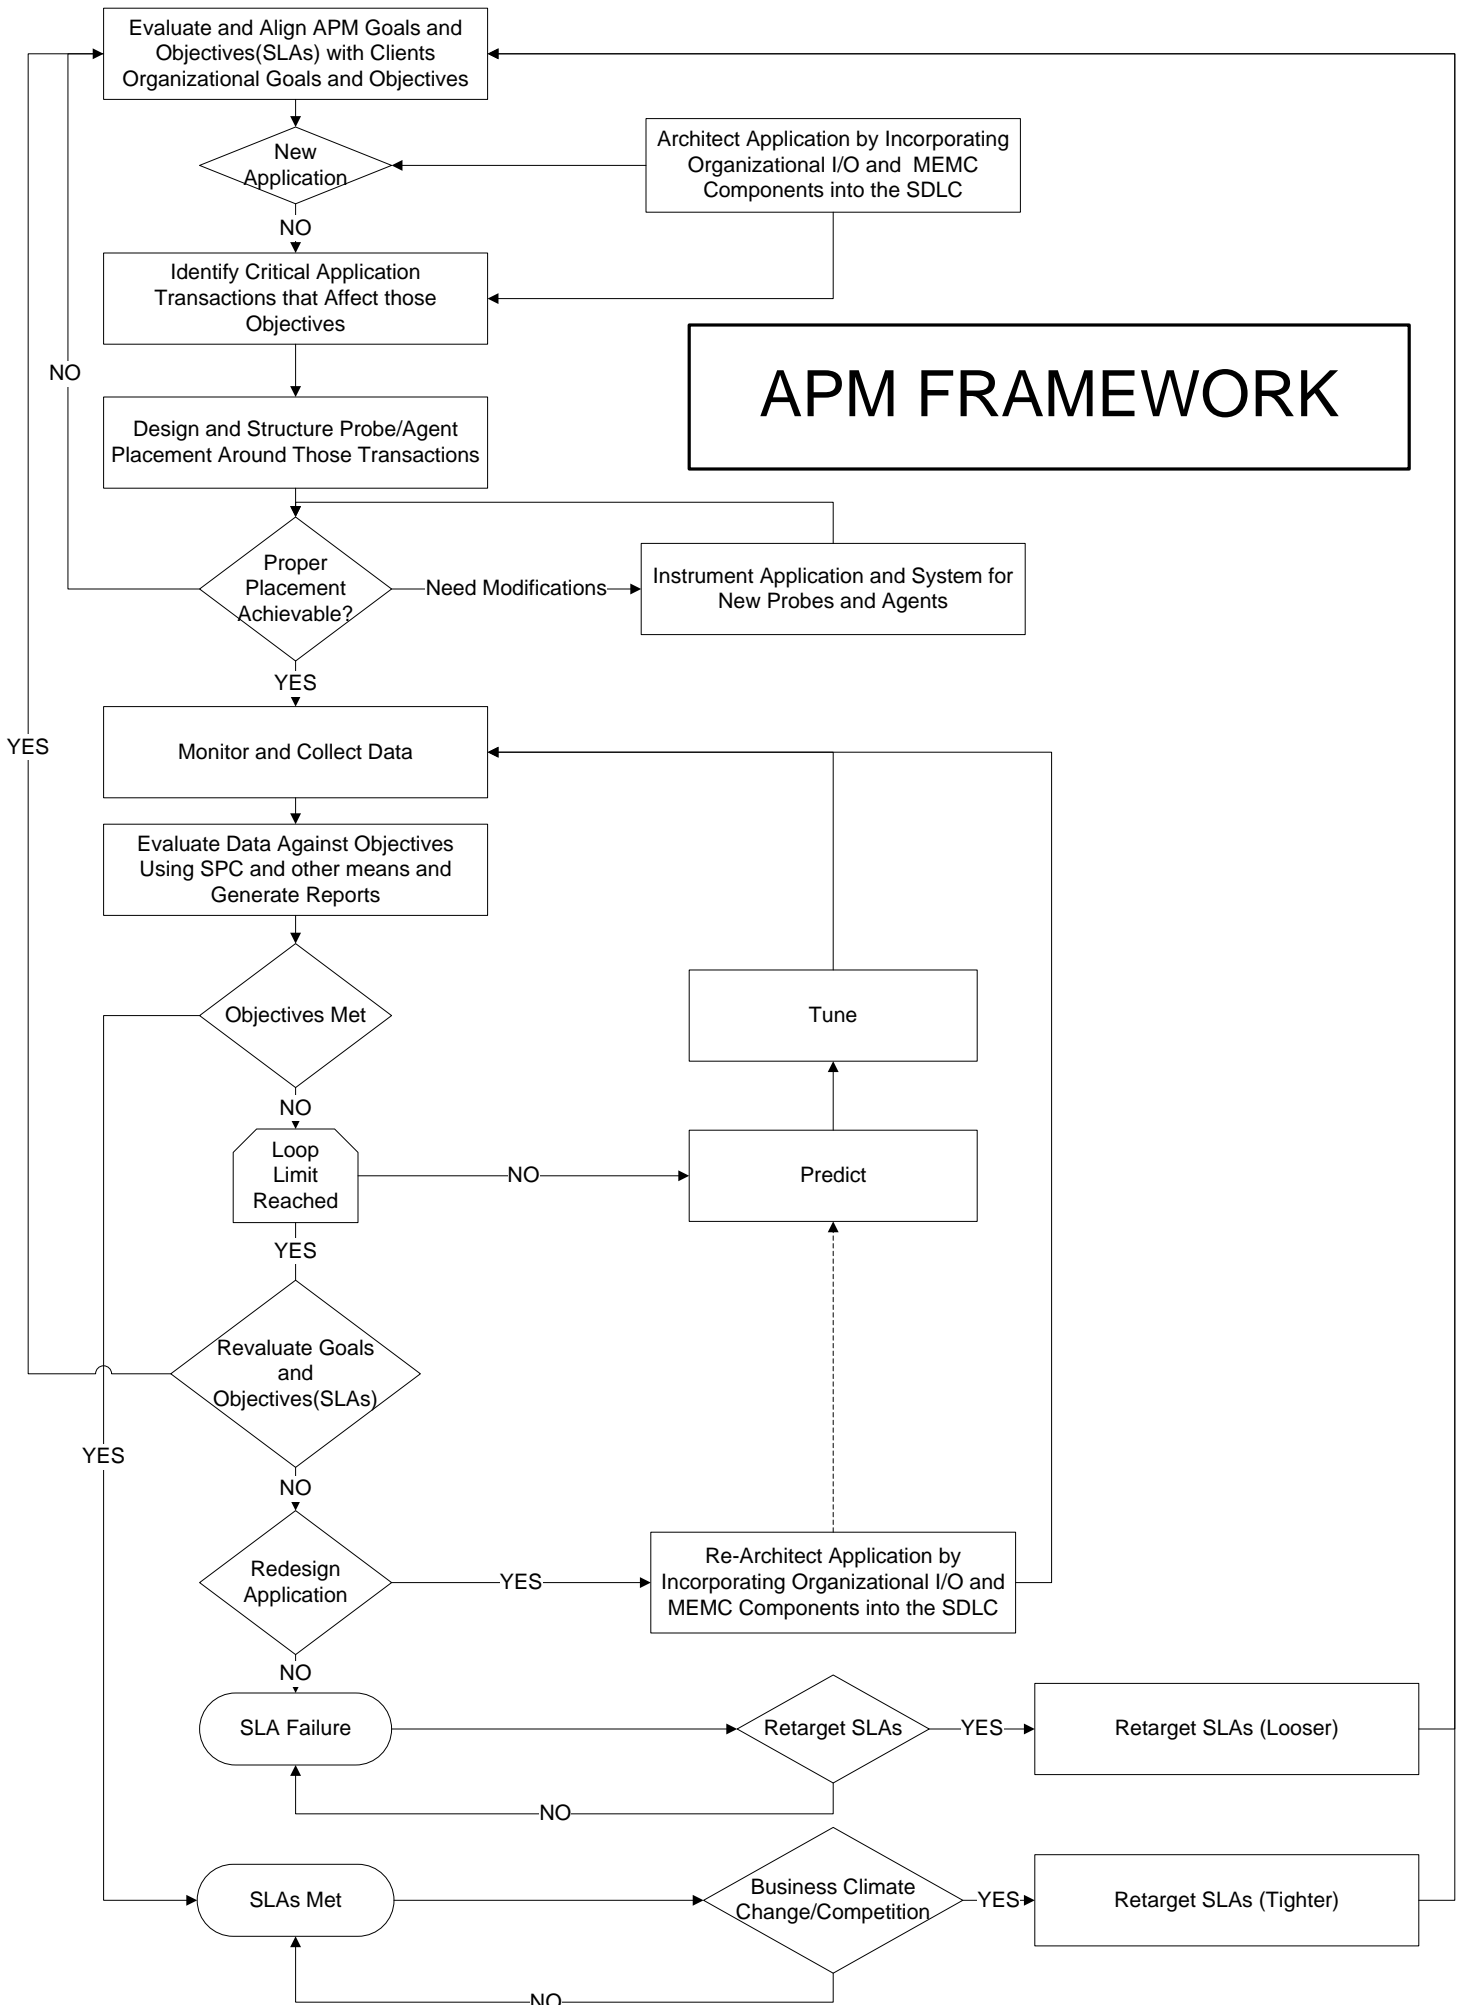 Evaluate and Align APM Goals and
Objectives(SLAs) with Clients
Organizational Goals and Objectives
New
Application
Architect Application by Incorporating
Organizational I/O and MEMC
Components into the SDLC
NO
Identify Critical Application
Transactions that Affect those
Objectives
APM FRAMEWORK
NO
Design and Structure Probe/Agent
Placement Around Those Transactions
Proper
Placement
Achievable?
Need Modifications
Instrument Application and System for
New Probes and Agents
YES
YES
Monitor and Collect Data
Evaluate Data Against Objectives
Using SPC and other means and
Generate Reports
Objectives Met
Tune
NO
Loop
Limit
Reached
NO
Predict
YES
Revaluate Goals
and
Objectives(SLAs)
YES
NO
Redesign
Application
YES
Re-Architect Application by
Incorporating Organizational I/O and
MEMC Components into the SDLC
NO
SLA Failure
Retarget SLAs
YES
Retarget SLAs (Looser)
NO
SLAs Met
Business Climate
Change/Competition
YES
Retarget SLAs (Tighter)
NO